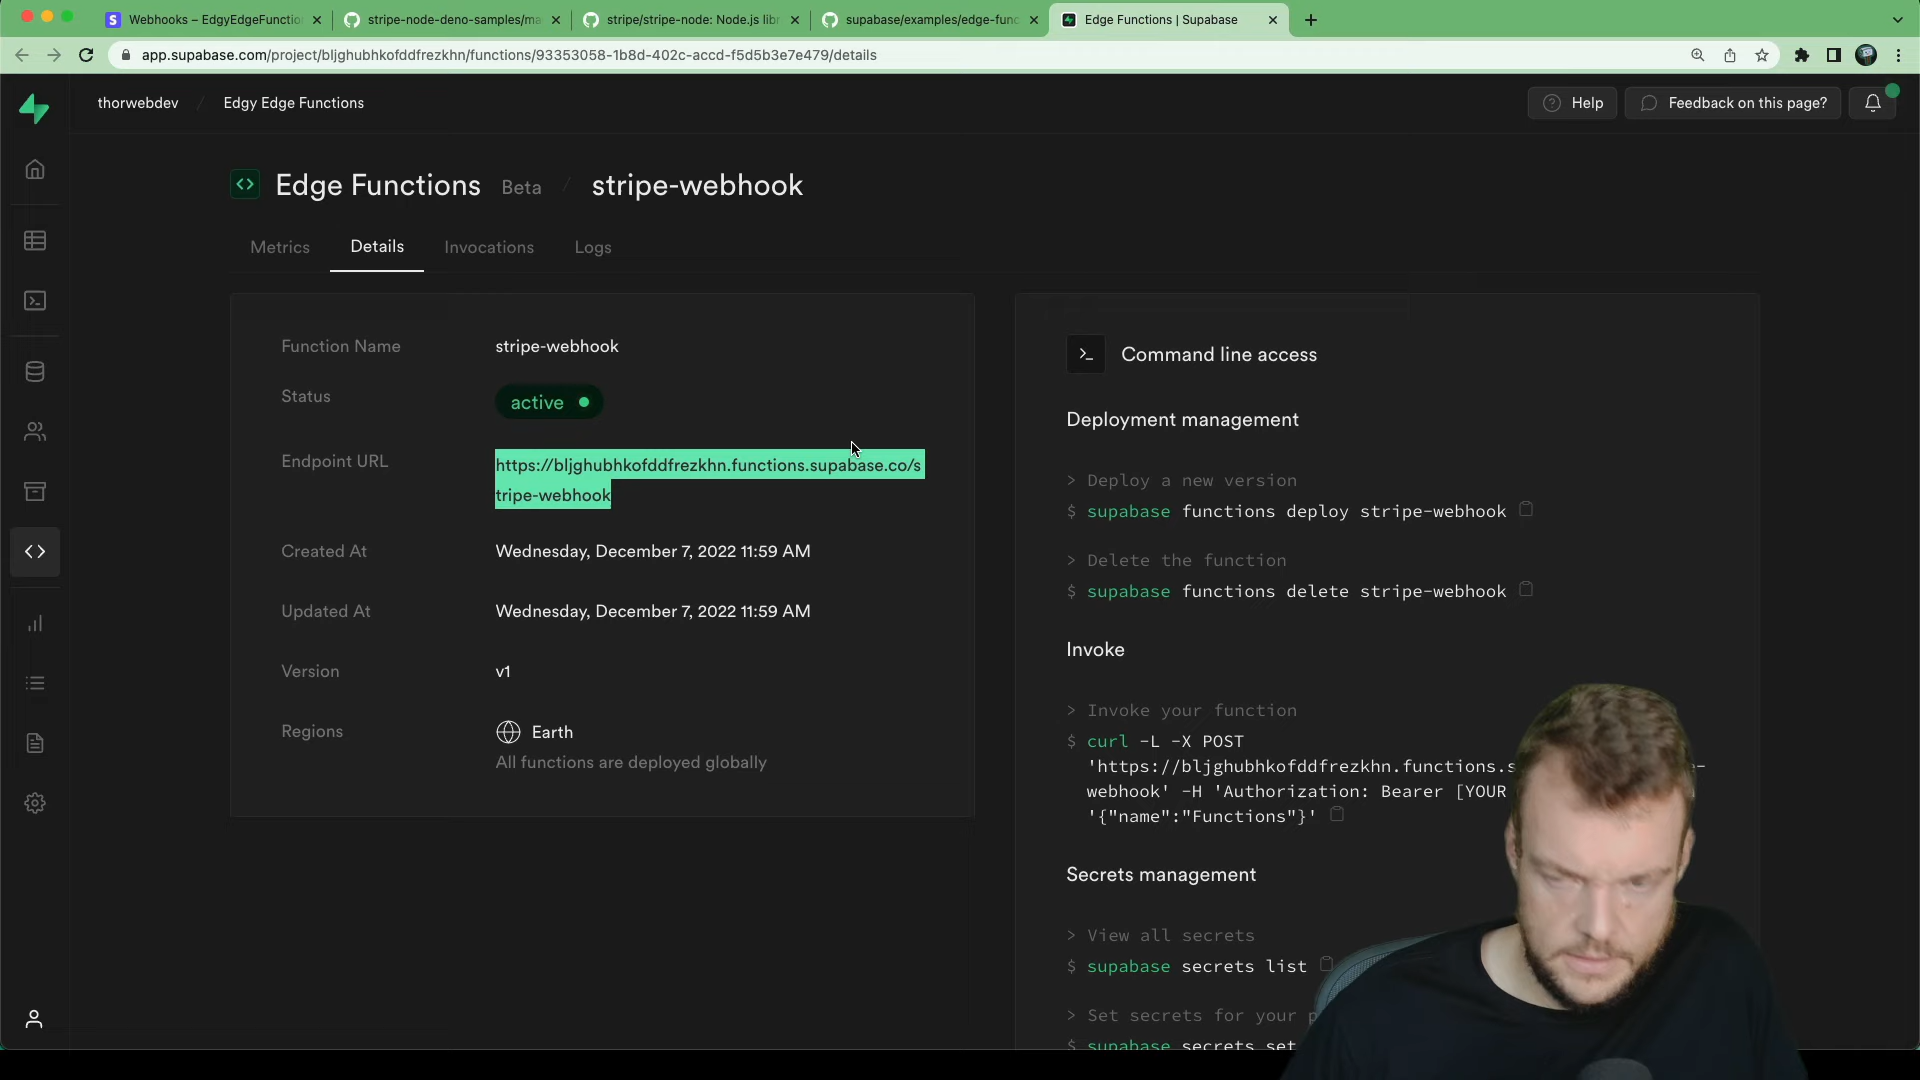 Webhooks – EdgyEdgeFunctio
stripe-node-deno-samples/ma
stripe/stripe-node: Node.js lib
supabase/examples/edge-func
Edge Functions | Supabase
app.supabase.com/project/bljghubhkofddfrezkhn/functions/93353058-1b8d-402c-accd-f5d5b3e7e479/details
thorwebdev / Edgy Edge Functions
Help
Feedback on this page?
Edge Functions Beta / stripe-webhook
Metrics
Details
Invocations
Logs
Function Name stripe-webhook
Status active
Endpoint URL https://bljghubhkofddfrezkhn.functions.supabase.co/s
tripe-webhook
Created At Wednesday, December 7, 2022 11:59 AM
Updated At Wednesday, December 7, 2022 11:59 AM
Version v1
Regions Earth
All functions are deployed globally
Command line access
Deployment management
> Deploy a new version
$ supabase functions deploy stripe-webhook
> Delete the function
$ supabase functions delete stripe-webhook
Invoke
> Invoke your function
$ curl -L -X POST
'https://bljghubhkofddfrezkhn.functions.s
-
webhook' -H 'Authorization: Bearer [YOUR
'{"name":"Functions"}'
Secrets management
> View all secrets
$ supabase secrets list
> Set secrets for your p
$ supabase secrets set